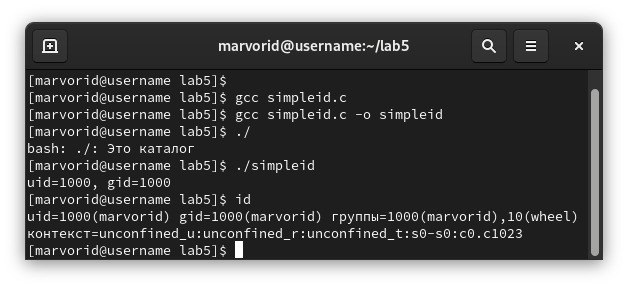 marvorid@username:~/lab5
[marvorid@username lab5]$
[marvorid@username lab5]$ gcc simpleid.c
[marvorid@username lab5]$ gcc simpleid.c -o simpleid
[marvorid@username lab5]$ ./
bash: ./: Это каталог
[marvorid@username lab5]$ ./simpleid
uid=1000, gid=1000
[marvorid@username lab5]$ id
uid=1000(marvorid) gid=1000(marvorid) группы=1000(marvorid),10(wheel)
контекст=unconfined_u:unconfined_r:unconfined_t:s0-s0:c0.c1023
[marvorid@username lab5]$